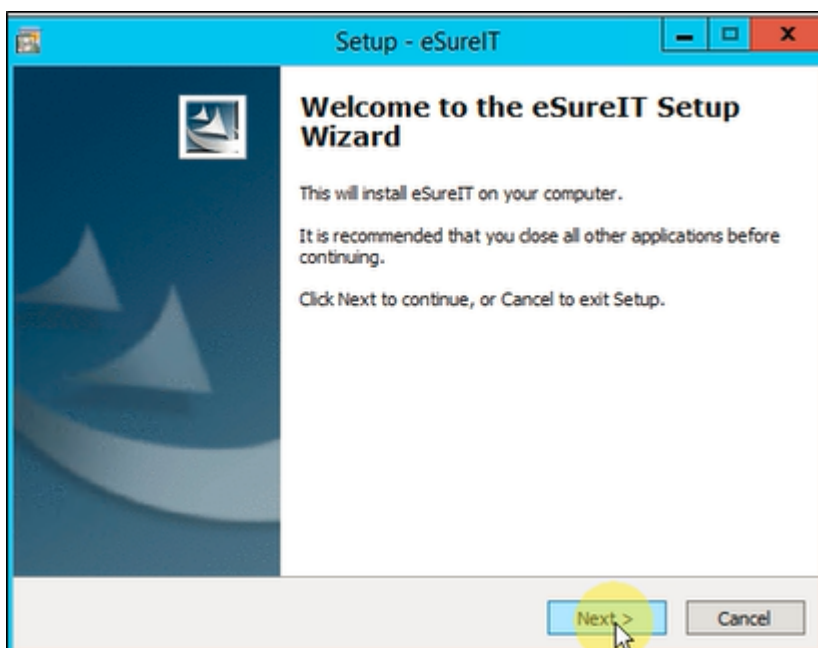 Setup - eSureIT
Welcome to the eSureIT Setup
Wizard
This will install eSureIT on your computer.
It is recommended that you close all other applications before
continuing.
Click Next to continue, or Cancel to exit Setup.
Next >
Cancel